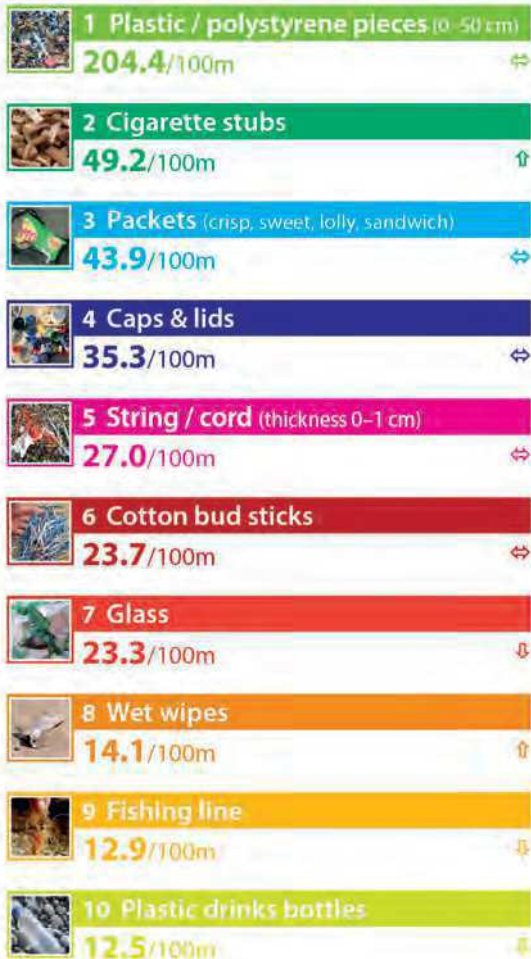 1 Plastic / polystyrene pieces (0-50 cm)
204.4/100m
2 Cigarette stubs
49.2/100m
3 Packets (crisp, sweet, lolly, sandwich)
43.9/100m
4 Caps & lids
35.3/100m
5 String / cord (thickness 0–1 cm)
27.0/100m
6 Cotton bud sticks
23.7/100m
7 Glass
23.3/100m
8 Wet wipes
14.1/100m
9 Fishing line
12.9/100m
10 Plastic drinks bottles
12.5/100m